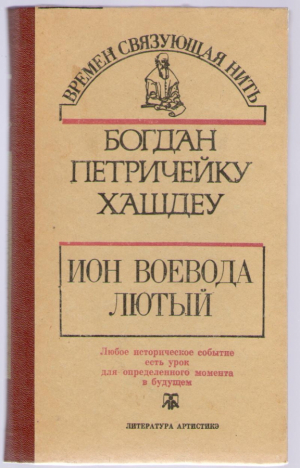 ВРЕМЕН СВЯЗУЮЩАЯ НИТЬ
БОГДАН
ПЕТРИЧЕЙКУ
ХАШДЕУ
ИОН ВОЕВОДА
ЛЮТЫЙ
Любое историческое событие
есть урок
для определенного момента
в будущем
ЛИТЕРАТУРА АРТИСТИКЭ